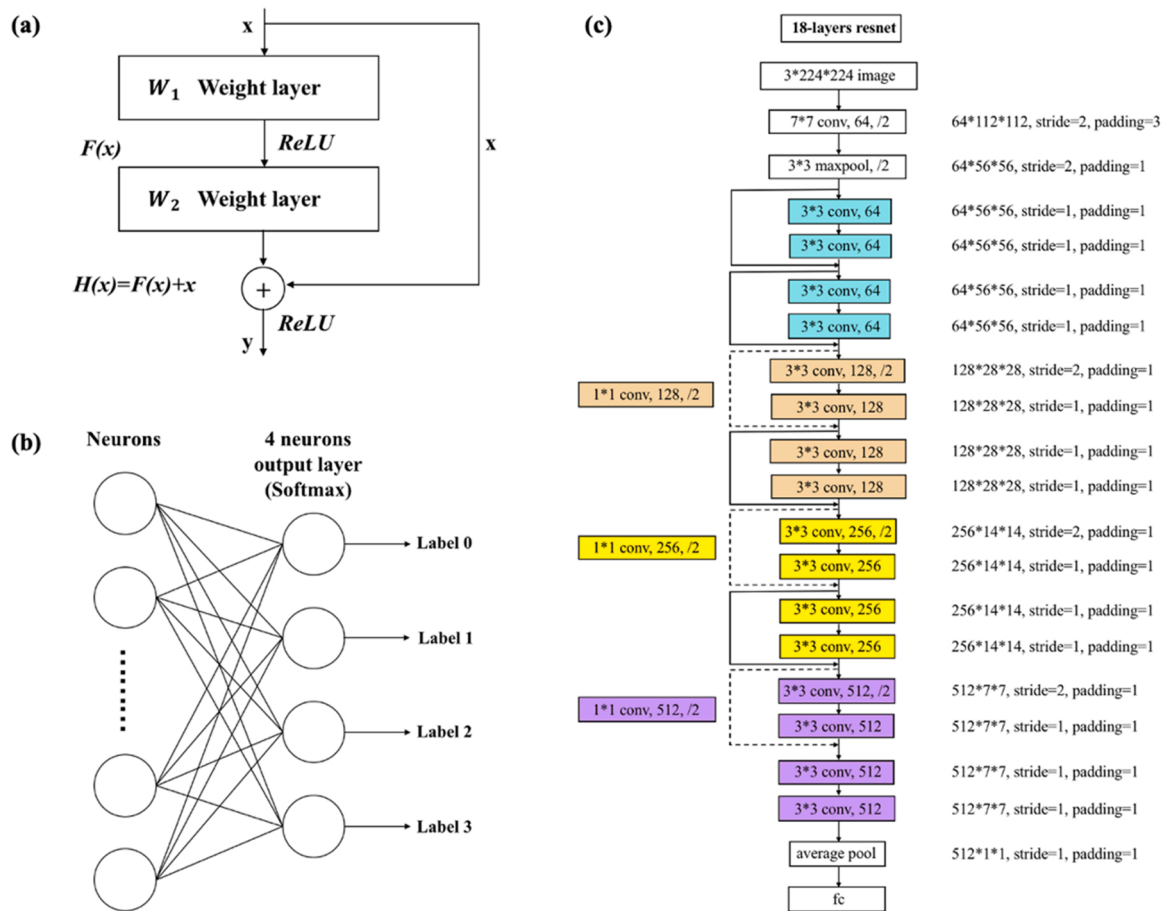 (a)
x
W₁ Weight layer
F(x)
ReLU
x
W₂ Weight layer
H(x)=F(x)+x
+
ReLU
y
(b)
Neurons
4 neurons
output layer
(Softmax)
Label 0
Label 1
Label 2
Label 3
(c)
18-layers resnet
3*224*224 image
7*7 conv, 64, /2
64*112*112, stride=2, padding=3
3*3 maxpool, /2
64*56*56, stride=2, padding=1
3*3 conv, 64
64*56*56, stride=1, padding=1
3*3 conv, 64
64*56*56, stride=1, padding=1
3*3 conv, 64
64*56*56, stride=1, padding=1
3*3 conv, 64
64*56*56, stride=1, padding=1
3*3 conv, 128, /2
128*28*28, stride=2, padding=1
1*1 conv, 128, /2
3*3 conv, 128
128*28*28, stride=1, padding=1
3*3 conv, 128
128*28*28, stride=1, padding=1
3*3 conv, 128
128*28*28, stride=1, padding=1
3*3 conv, 256, /2
256*14*14, stride=2, padding=1
1*1 conv, 256, /2
3*3 conv, 256
256*14*14, stride=1, padding=1
3*3 conv, 256
256*14*14, stride=1, padding=1
3*3 conv, 256
256*14*14, stride=1, padding=1
3*3 conv, 512, /2
512*7*7, stride=2, padding=1
1*1 conv, 512, /2
3*3 conv, 512
512*7*7, stride=1, padding=1
3*3 conv, 512
512*7*7, stride=1, padding=1
3*3 conv, 512
512*7*7, stride=1, padding=1
average pool
512*1*1, stride=1, padding=1
fc